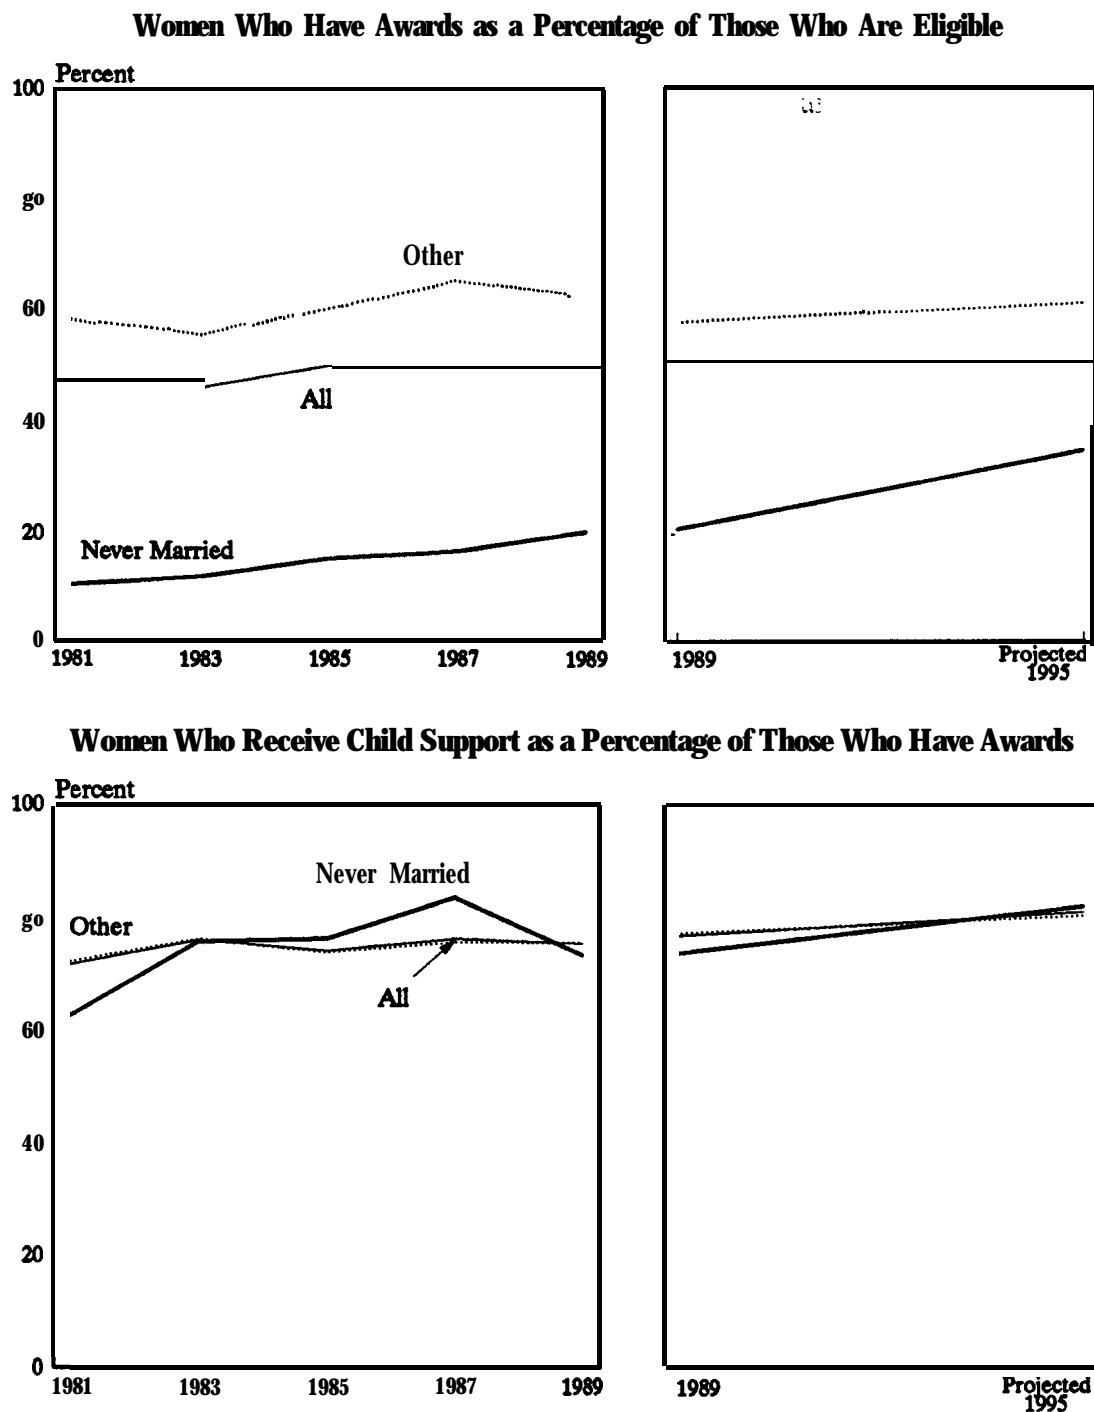 Women Who Have Awards as a Percentage of Those Who Are Eligible
Percent
100
go
60
40
20
0
Other
All
Never Married
1981 1983 1985 1987 1989
1989 Projected
1995
Women Who Receive Child Support as a Percentage of Those Who Have Awards
Percent
100
go
60
40
20
0
Never Married
Other
All
1981 1983 1985 1987 1989
1989 Projected
1995